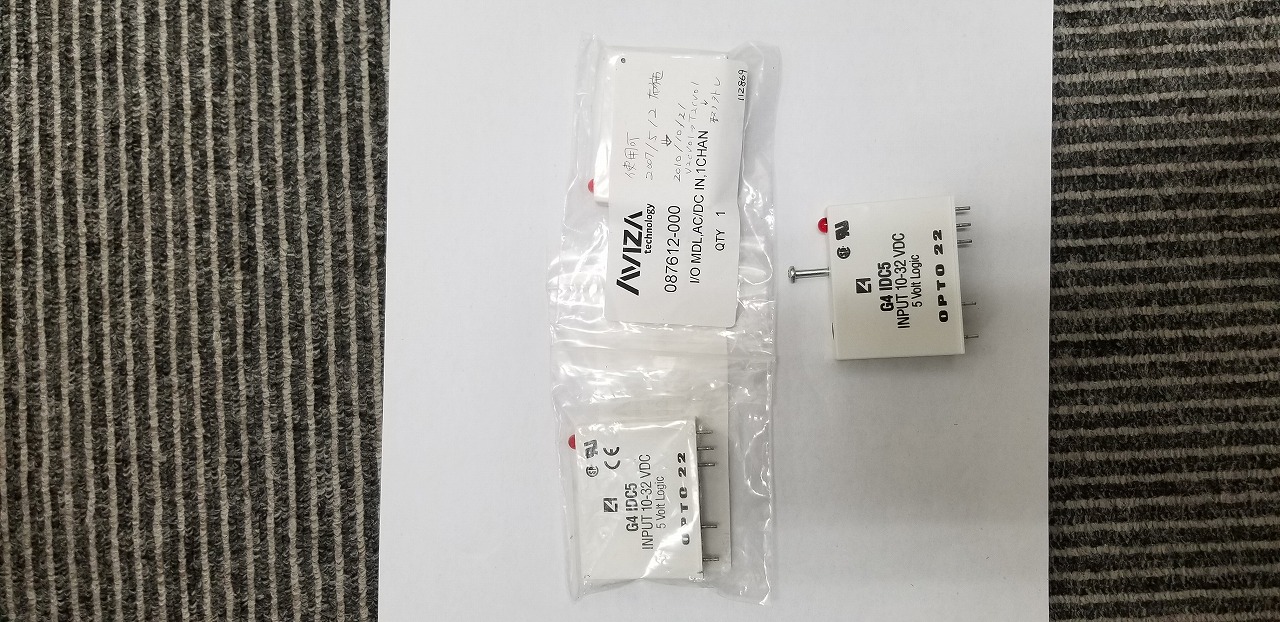 使用可
2007/5/2
2010/10/21
112869
AVIZA
technology
087612-000
I/O MDL,AC/DC IN,1CHAN
QTY 1
G4 IDC5
INPUT 10-32 VDC
5 Volt Logic
OPTO 22
CE
G4 IDC5
INPUT 10-32 VDC
5 Volt Logic
OPTO 22